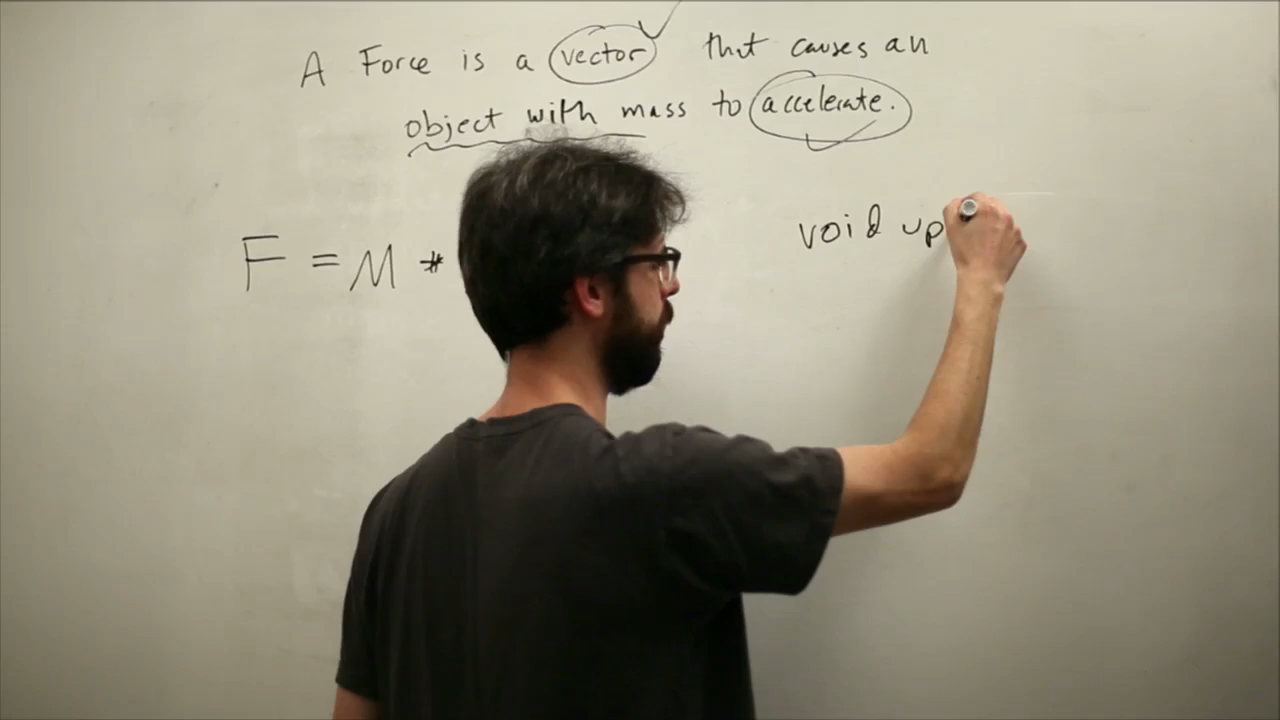 A Force is a vector that causes an
object with mass to accelerate.
F = M *
void up